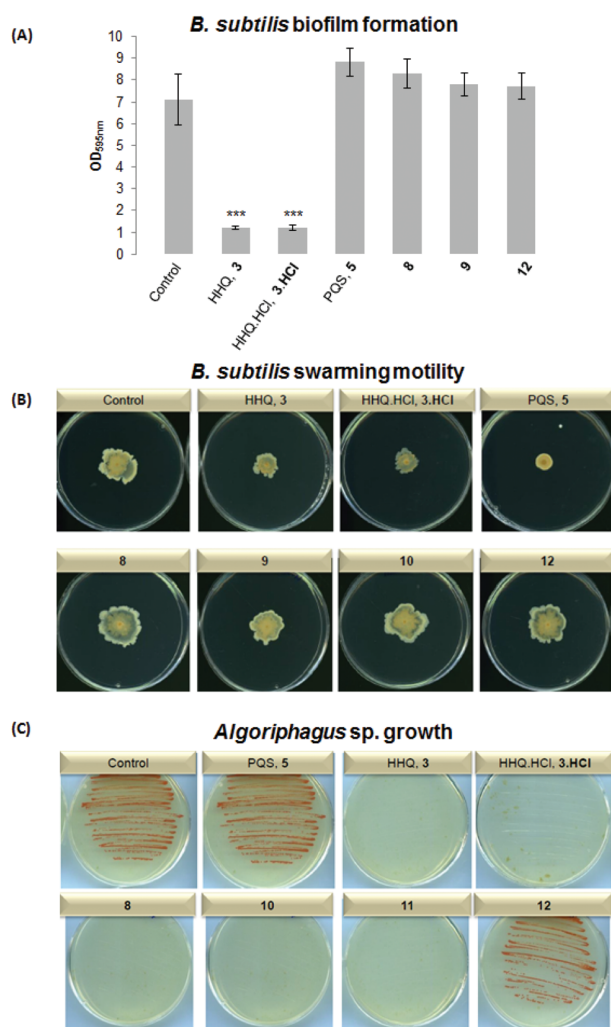 (A)
B. subtilis biofilm formation
OD595nm
10
9
8
7
6
5
4
3
2
1
0
*** ***
Control
HHQ, 3
HHQ.HCl, 3.HCl
PQS, 5
8
9
12
B. subtilis swarming motility
(B)
Control HHQ, 3 HHQ.HCl, 3.HCl PQS, 5
8 9 10 12
(C)
Algoriphagus sp. growth
Control PQS, 5 HHQ, 3 HHQ.HCl, 3.HCl
8 10 11 12